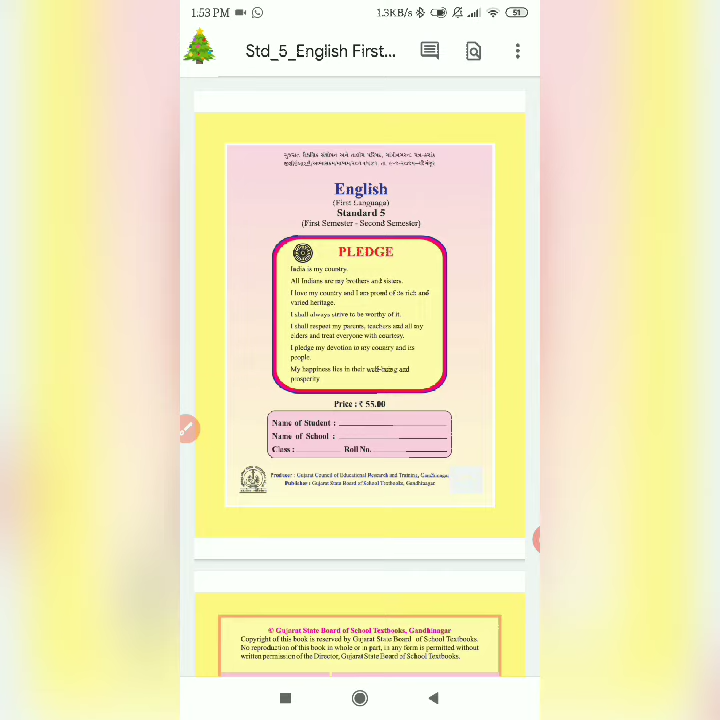 1:53 PM
1.3KB/s
51
Std_5_English First...
English
(First Language)
Standard 5
(First Semester - Second Semester)
PLEDGE
India is my country.
All Indians are my brothers and sisters.
I love my country and I am proud of its rich and
varied heritage.
I shall always strive to be worthy of it.
I shall respect my parents, teachers and all my
elders and treat everyone with courtesy.
I pledge my devotion to my country and its
people.
My happiness lies in their well-being and
prosperity
Price : ₹ 55.00
Name of Student :
Name of School :
Class : Roll No.
Producer : Gujarat Council of Educational Research and Training, Gandhinagar
Publisher : Gujarat State Board of School Textbooks, Gandhinagar
© Gujarat State Board of School Textbooks, Gandhinagar
Copyright of this book is reserved by Gujarat State Board of School Textbooks.
No reproduction of this book in whole or in part, in any form is permitted without
written permission of the Director, Gujarat State Board of School Textbooks.